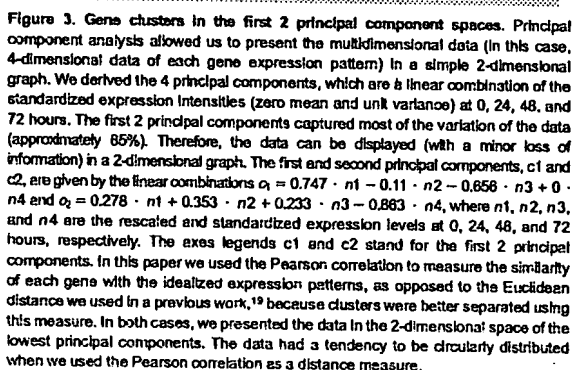 Figure 3. Gene clusters in the first 2 principal component spaces. Principal
component analysis allowed us to present the multidimensional data (in this case,
4-dimensional data of each gene expression pattern) in a simple 2-dimensional
graph. We derived the 4 principal components, which are a linear combination of the
standardized expression intensities (zero mean and unit variance) at 0, 24, 48, and
72 hours. The first 2 principal components captured most of the variation of the data
(approximately 85%). Therefore, the data can be displayed (with a minor loss of
information) in a 2-dimensional graph. The first and second principal components, c1 and
c2, are given by the linear combinations c₁ = 0.747 · n1 − 0.11 · n2 − 0.656 · n3 + 0 ·
n4 and c₂ = 0.278 · n1 + 0.353 · n2 + 0.233 · n3 − 0.863 · n4, where n1, n2, n3,
and n4 are the rescaled and standardized expression levels at 0, 24, 48, and 72
hours, respectively. The axes legends c1 and c2 stand for the first 2 principal
components. In this paper we used the Pearson correlation to measure the similarity
of each gene with the idealized expression patterns, as opposed to the Euclidean
distance we used in a previous work,¹⁹ because clusters were better separated using
this measure. In both cases, we presented the data in the 2-dimensional space of the
lowest principal components. The data had a tendency to be circularly distributed
when we used the Pearson correlation as a distance measure.